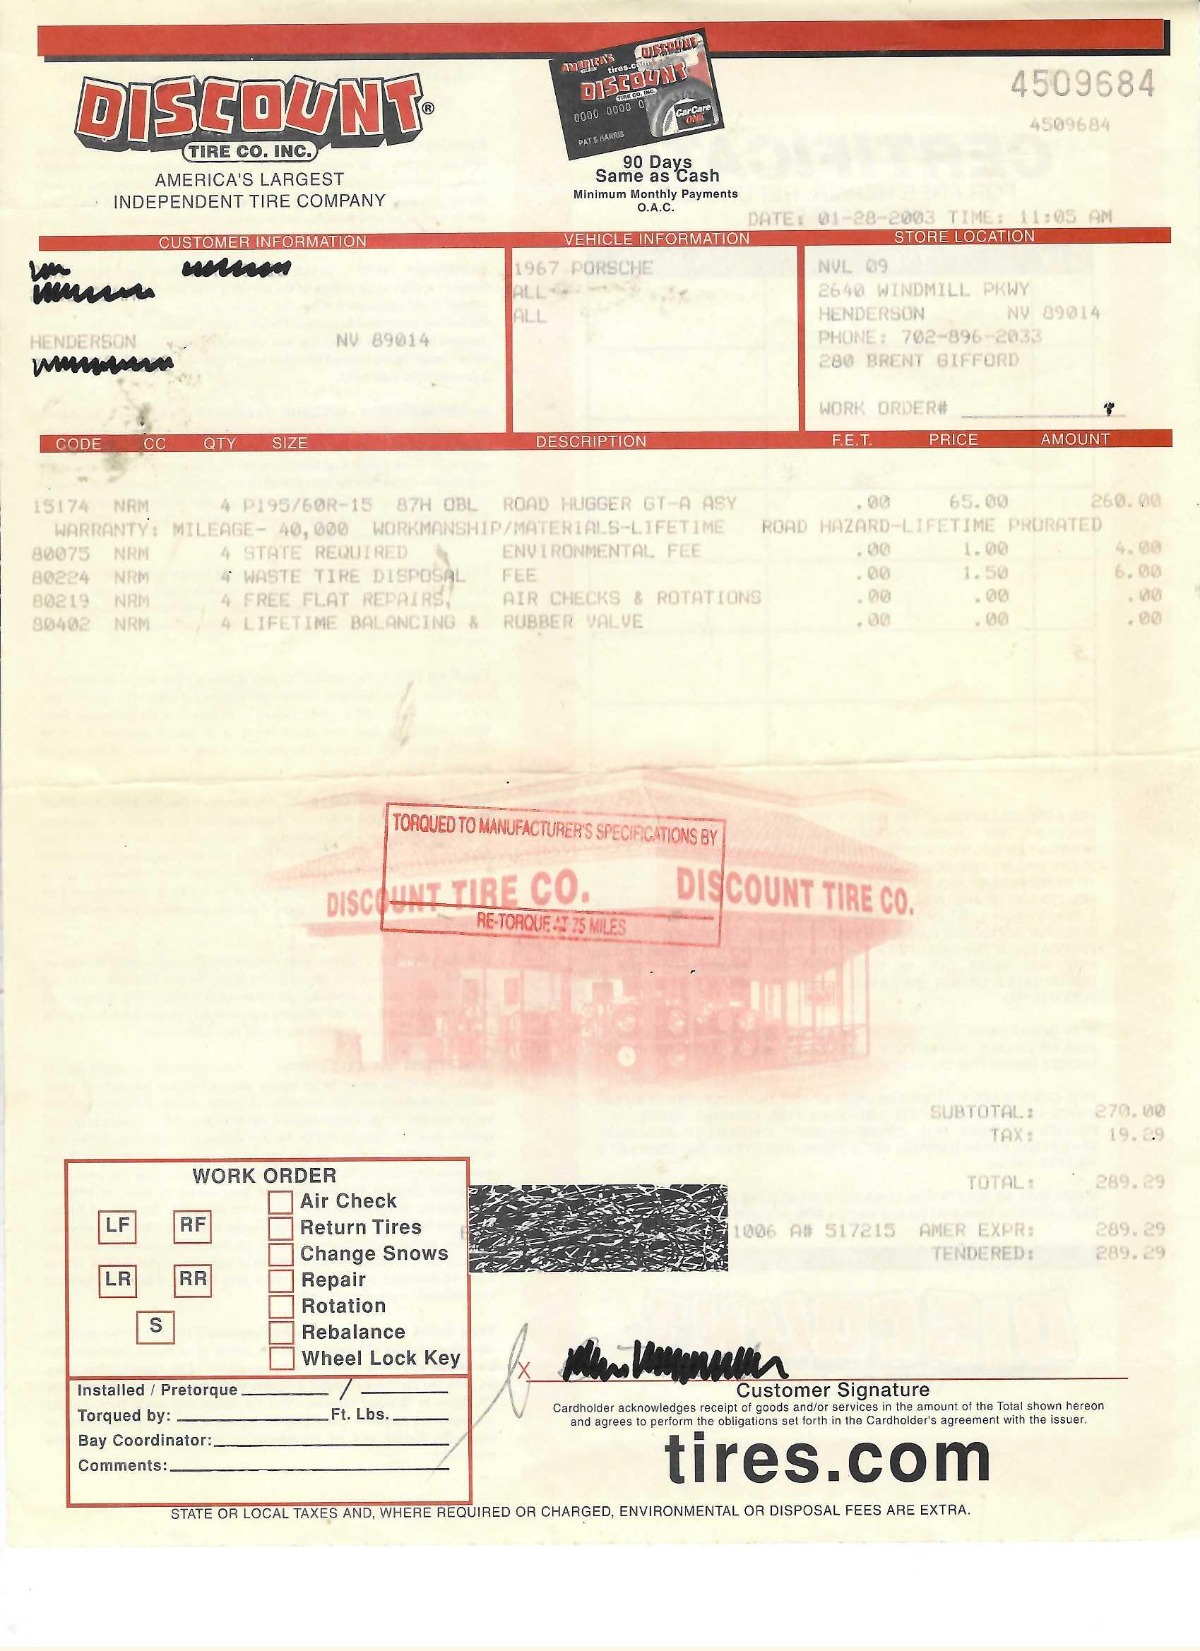 AMERICA'S tires.com DISCOUNT
DISCOUNT
TIRE CO. INC.
0000 0000
CarCare ONE
PAT S HARRIS
DISCOUNT®
TIRE CO. INC.
AMERICA'S LARGEST
INDEPENDENT TIRE COMPANY
90 Days
Same as Cash
Minimum Monthly Payments
O.A.C.
4509684
4509684
DATE: 01-28-2003 TIME: 11:05 AM
CUSTOMER INFORMATION VEHICLE INFORMATION STORE LOCATION
HENDERSON NV 89014
1967 PORSCHE
ALL
ALL
NVL 09
2640 WINDMILL PKWY
HENDERSON NV 89014
PHONE: 702-896-2033
280 BRENT GIFFORD
WORK ORDER#
CODE CC QTY SIZE DESCRIPTION F.E.T. PRICE AMOUNT
15174 NRM 4 P195/60R-15 87H OBL ROAD HUGGER GT-A ASY .00 65.00 260.00
WARRANTY: MILEAGE- 40,000 WORKMANSHIP/MATERIALS-LIFETIME ROAD HAZARD-LIFETIME PRORATED
80075 NRM 4 STATE REQUIRED ENVIRONMENTAL FEE .00 1.00 4.00
80224 NRM 4 WASTE TIRE DISPOSAL FEE .00 1.50 6.00
80219 NRM 4 FREE FLAT REPAIRS, AIR CHECKS & ROTATIONS .00 .00 .00
80402 NRM 4 LIFETIME BALANCING & RUBBER VALVE .00 .00 .00
TORQUED TO MANUFACTURER'S SPECIFICATIONS BY
DISCOUNT TIRE CO. DISCOUNT TIRE CO.
RE-TORQUE AT 75 MILES
SUBTOTAL: 270.00
TAX: 19.29
TOTAL: 289.29
1006 A# 517215 AMER EXPR: 289.29
TENDERED: 289.29
WORK ORDER
LF RF
LR RR
S
Air Check
Return Tires
Change Snows
Repair
Rotation
Rebalance
Wheel Lock Key
Installed / Pretorque /
Torqued by: Ft. Lbs.
Bay Coordinator:
Comments:
X
Customer Signature
Cardholder acknowledges receipt of goods and/or services in the amount of the Total shown hereon
and agrees to perform the obligations set forth in the Cardholder's agreement with the issuer.
tires.com
STATE OR LOCAL TAXES AND, WHERE REQUIRED OR CHARGED, ENVIRONMENTAL OR DISPOSAL FEES ARE EXTRA.